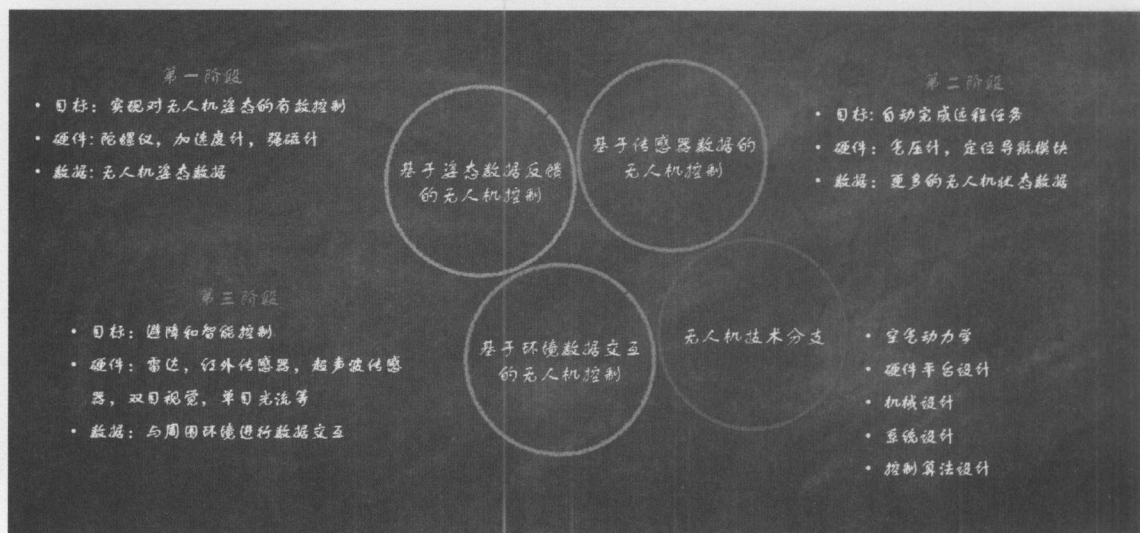 第一阶段
• 目标：实现对无人机姿态的有效控制
• 硬件：陀螺仪，加速度计，强磁计
• 数据：无人机姿态数据
基于姿态数据反馈
的无人机控制
基于传感器数据的
无人机控制
第二阶段
• 目标：自动完成远程任务
• 硬件：气压计，定位导航模块
• 数据：更多的无人机状态数据
第三阶段
• 目标：避障和智能控制
• 硬件：雷达，红外传感器，超声波传感
器，双目视觉，单目光流等
• 数据：与周围环境进行数据交互
基于环境数据交互
的无人机控制
无人机技术分支
• 空气动力学
• 硬件平台设计
• 机械设计
• 系统设计
• 控制算法设计